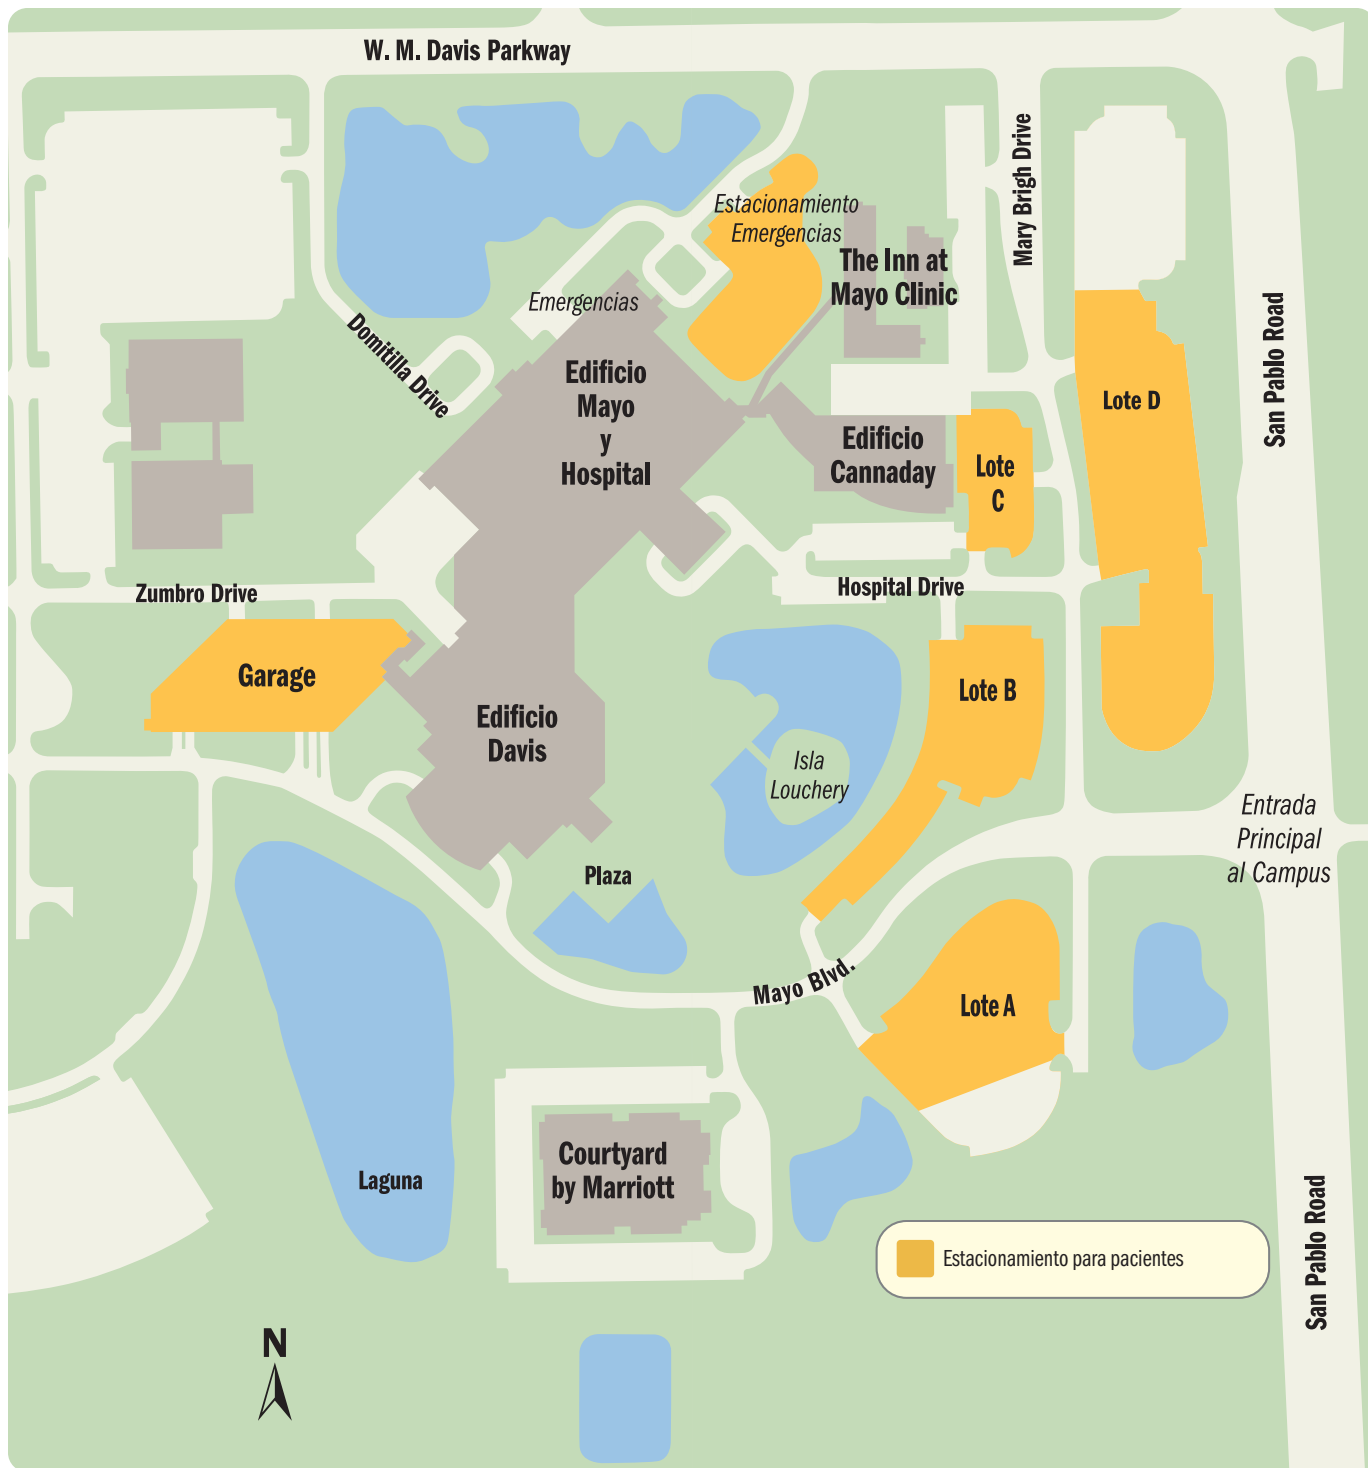 W. M. Davis Parkway
Mary Brigh Drive
Estacionamiento
Emergencias
The Inn at
Mayo Clinic
Emergencias
Domitilla Drive
San Pablo Road
Edificio
Mayo
y
Hospital
Lote D
Edificio
Cannaday
Lote
C
Zumbro Drive
Hospital Drive
Garage
Lote B
Edificio
Davis
Isla
Louchery
Entrada
Principal
al Campus
Plaza
Mayo Blvd.
Lote A
Courtyard
by Marriott
Laguna
San Pablo Road
Estacionamiento para pacientes
N